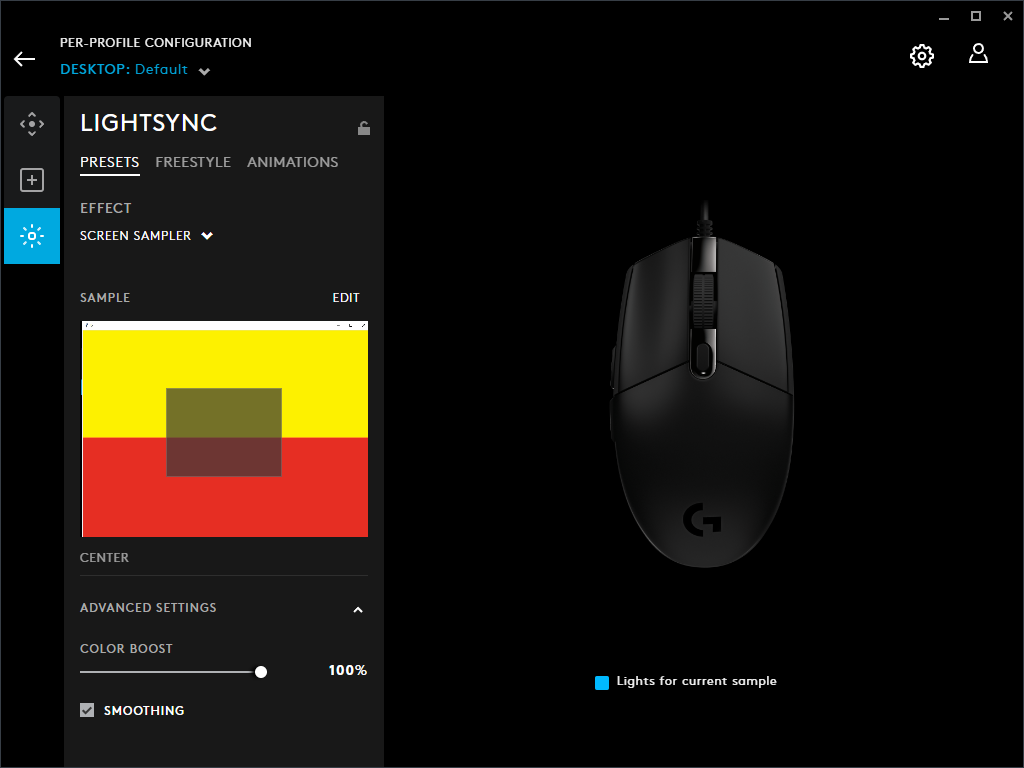 PER-PROFILE CONFIGURATION
DESKTOP: Default
LIGHTSYNC
PRESETS FREESTYLE ANIMATIONS
EFFECT
SCREEN SAMPLER
SAMPLE EDIT
CENTER
ADVANCED SETTINGS
COLOR BOOST
100%
SMOOTHING
G
Lights for current sample